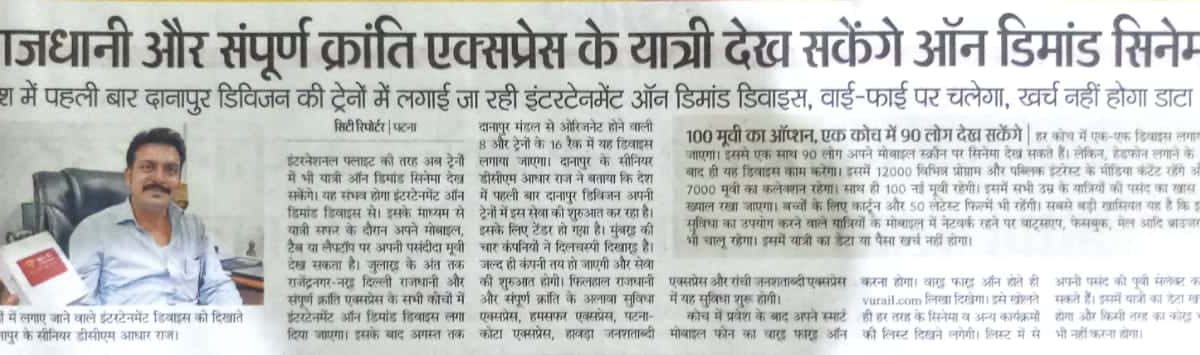 राजधानी और संपूर्ण क्रांति एक्सप्रेस के यात्री देख सकेंगे ऑन डिमांड सिनेम
श में पहली बार दानापुर डिविजन की ट्रेनों में लगाई जा रही इंटरटेनमेंट ऑन डिमांड डिवाइस, वाई-फाई पर चलेगा, खर्च नहीं होगा डाटा
में लगाए जाने वाले इंटरटेनमेंट डिवाइस को दिखाते
नापुर के सीनियर डीसीएम आधार राज।
सिटी रिपोर्टर | पटना
इंटरनेशनल फ्लाइट की तरह अब ट्रेनों
में भी यात्री ऑन डिमांड सिनेमा देख
सकेंगे। यह संभव होगा इंटरटेनमेंट ऑन
डिमांड डिवाइस से। इसके माध्यम से
यात्री सफर के दौरान अपने मोबाइल,
टैब या लैपटॉप पर अपनी पसंदीदा मूवी
देख सकता है। जुलाई के अंत तक
राजेंद्रनगर-नई दिल्ली राजधानी और
संपूर्ण क्रांति एक्सप्रेस के सभी कोचों में
इंटरटेनमेंट ऑन डिमांड डिवाइस लगा
दिया जाएगा। इसके बाद अगस्त तक
दानापुर मंडल से ओरिजनेट होने वाली
8 और ट्रेनों के 16 रैक में यह डिवाइस
लगाया जाएगा। दानापुर के सीनियर
डीसीएम आधार राज ने बताया कि देश
में पहली बार दानापुर डिविजन अपनी
ट्रेनों में इस सेवा की शुरुआत कर रहा है।
इसके लिए टेंडर हो गया है। मुंबई की
चार कंपनियों ने दिलचस्पी दिखाई है।
जल्द ही कंपनी तय हो जाएगी और सेवा
की शुरुआत होगी। फिलहाल राजधानी
और संपूर्ण क्रांति के अलावा सुविधा
एक्सप्रेस, हमसफर एक्सप्रेस, पटना-
कोटा एक्सप्रेस, हावड़ा जनशताब्दी
एक्सप्रेस और रांची जनशताब्दी एक्सप्रेस
में यह सुविधा शुरू होगी।
कोच में प्रवेश के बाद अपने स्मार्ट
मोबाइल फोन का वाई फाई ऑन
करना होगा। वाई फाई ऑन होते ही
yurail.com लिखा दिखेगा। इसे खोलते
ही हर तरह के सिनेमा व अन्य कार्यक्रमों
की लिस्ट दिखने लगेगी। लिस्ट में से
अपनी पसंद की मूवी सेलेक्ट क
सकते हैं। इसमें यात्री का डेटा ख
होगा और किसी तरह का कोई
भी नहीं करना होगा।
100 मूवी का ऑप्शन, एक कोच में 90 लोग देख सकेंगे | हर कोच में एक-एक डिवाइस लगा
जाएगा। इससे एक साथ 90 लोग अपने मोबाइल स्क्रीन पर सिनेमा देख सकते हैं। लेकिन, हेडफोन लगाने के
बाद ही यह डिवाइस काम करेगा। इसमें 12000 विभिन्न प्रोग्राम और पब्लिक इंटरेस्ट के मीडिया कंटेंट रहेंगे
7000 मूवी का कलेक्शन रहेगा। साथ ही 100 नई मूवी रहेगी। इसमें सभी उम्र के यात्रियों की पसंद का खास
ख्याल रखा जाएगा। बच्चों के लिए कार्टून और 50 लेटेस्ट फिल्में भी रहेंगी। सबसे बड़ी खासियत यह है कि इ
सुविधा का उपयोग करने वाले यात्रियों के मोबाइल में नेटवर्क रहने पर वाट्सएप, फेसबुक, मेल आदि ब्राउज
भी चालू रहेगा। इसमें यात्री का डेटा या पैसा खर्च नहीं होगा।